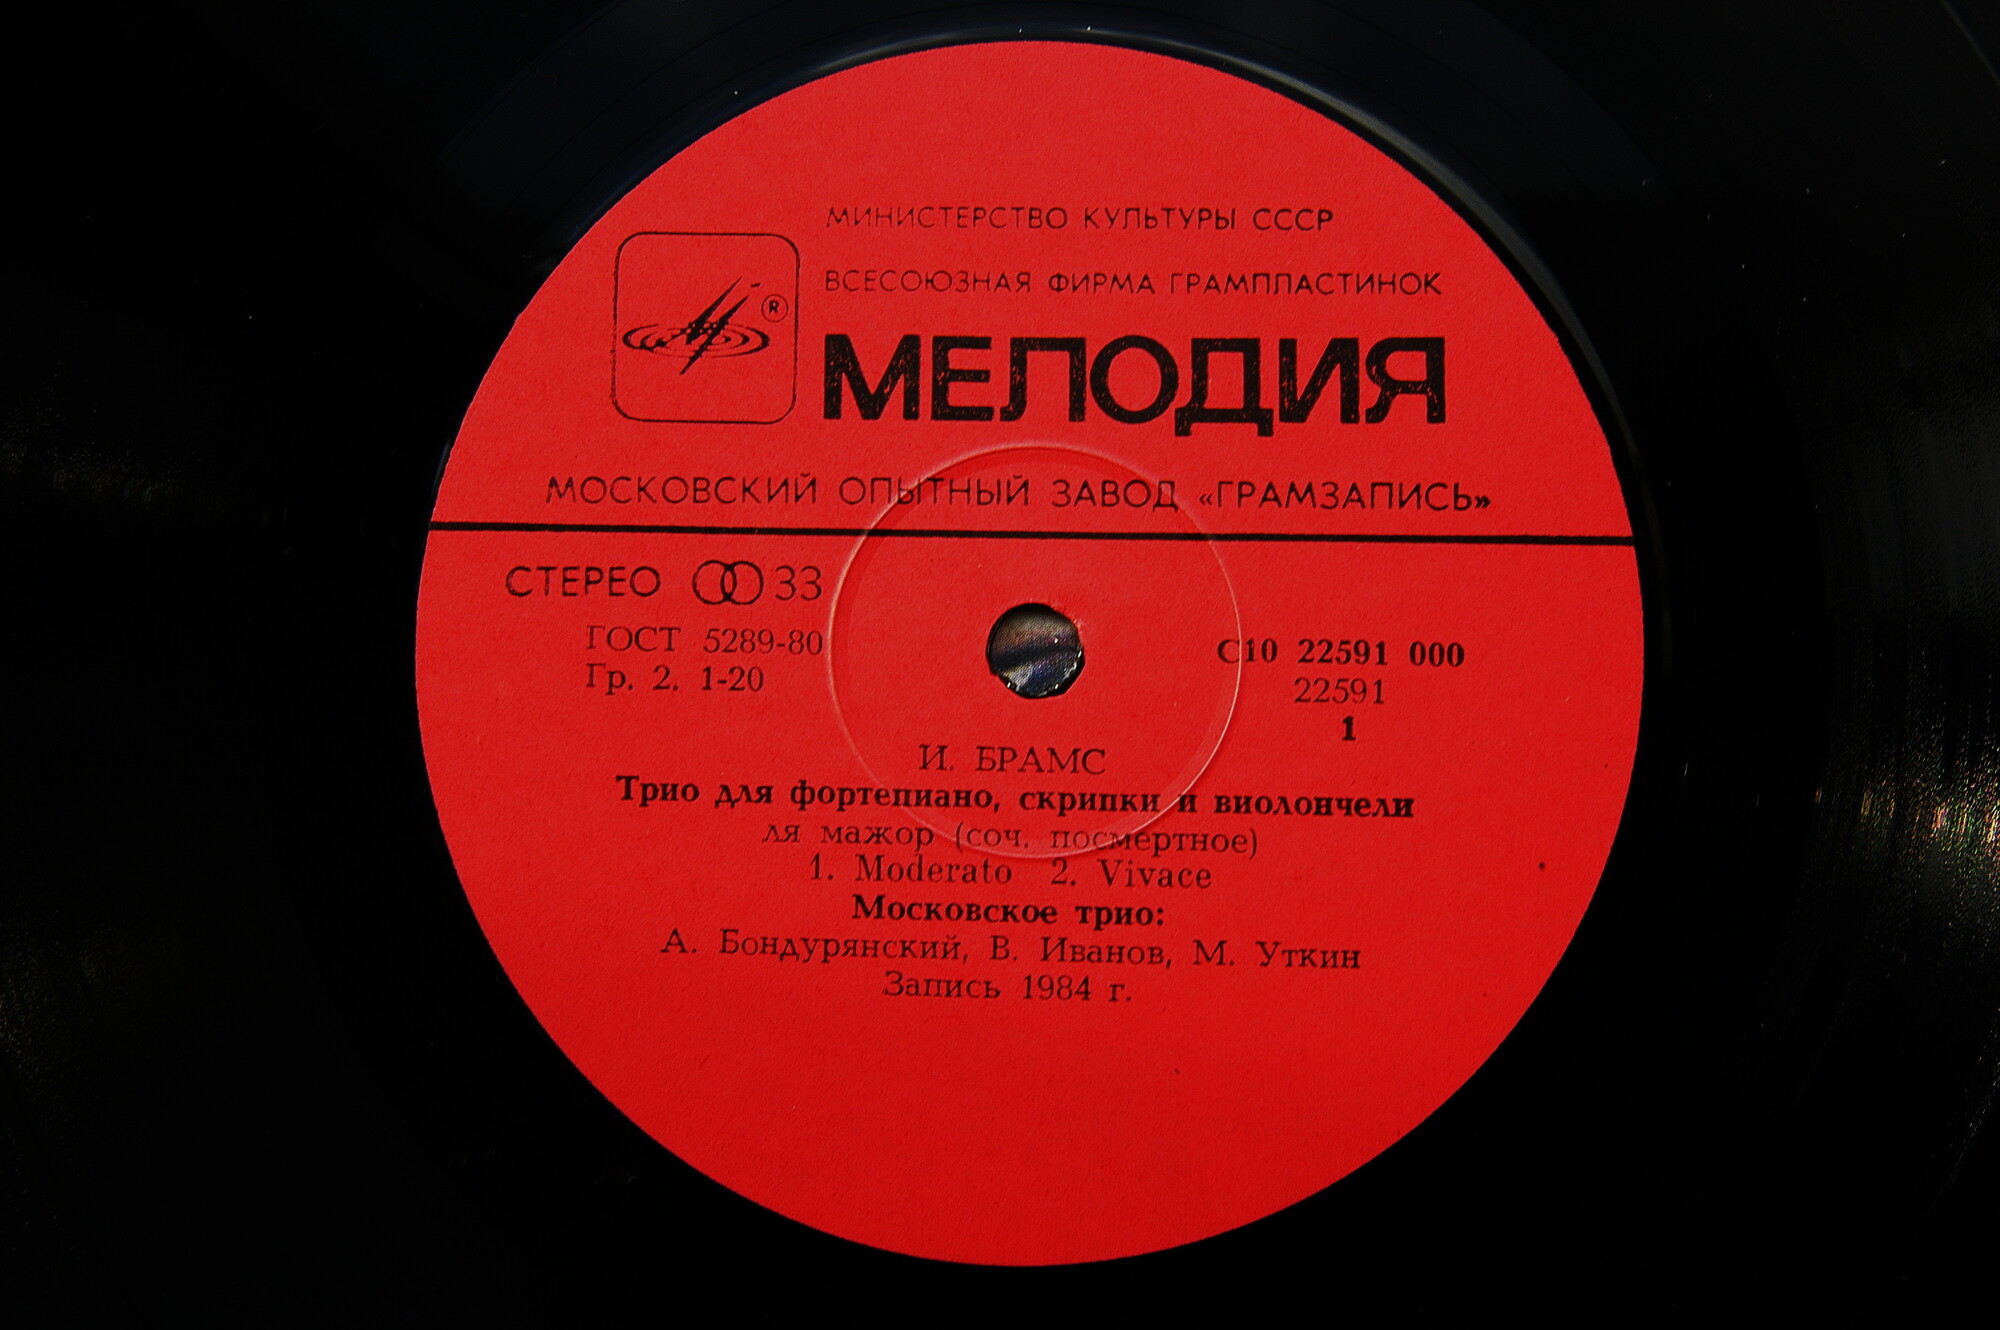 МИНИСТЕРСТВО КУЛЬТУРЫ СССР
ВСЕСОЮЗНАЯ ФИРМА ГРАМПЛАСТИНОК
®
МЕЛОДИЯ
МОСКОВСКИЙ ОПЫТНЫЙ ЗАВОД «ГРАМЗАПИСЬ»
СТЕРЕО 33
ГОСТ 5289-80
Гр. 2. 1-20
С10 22591 000
22591
1
И. БРАМС
Трио для фортепиано, скрипки и виолончели
ля мажор (соч. посмертное)
1. Moderato 2. Vivace
Московское трио:
А. Бондурянский, В. Иванов, М. Уткин
Запись 1984 г.